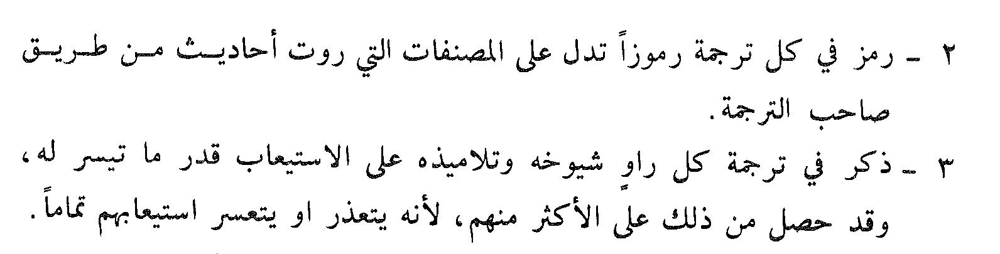 ٢ ـ رمز في كل ترجمة رموزاً تدل على المصنفات التي روت أحاديث من طريق
صاحب الترجمة.
٣ ـ ذكر في ترجمة كل راوٍ شيوخه وتلاميذه على الاستيعاب قدر ما تيسر له،
وقد حصل من ذلك على الأكثر منهم، لأنه يتعذر او يتعسر استيعابهم تماماً.